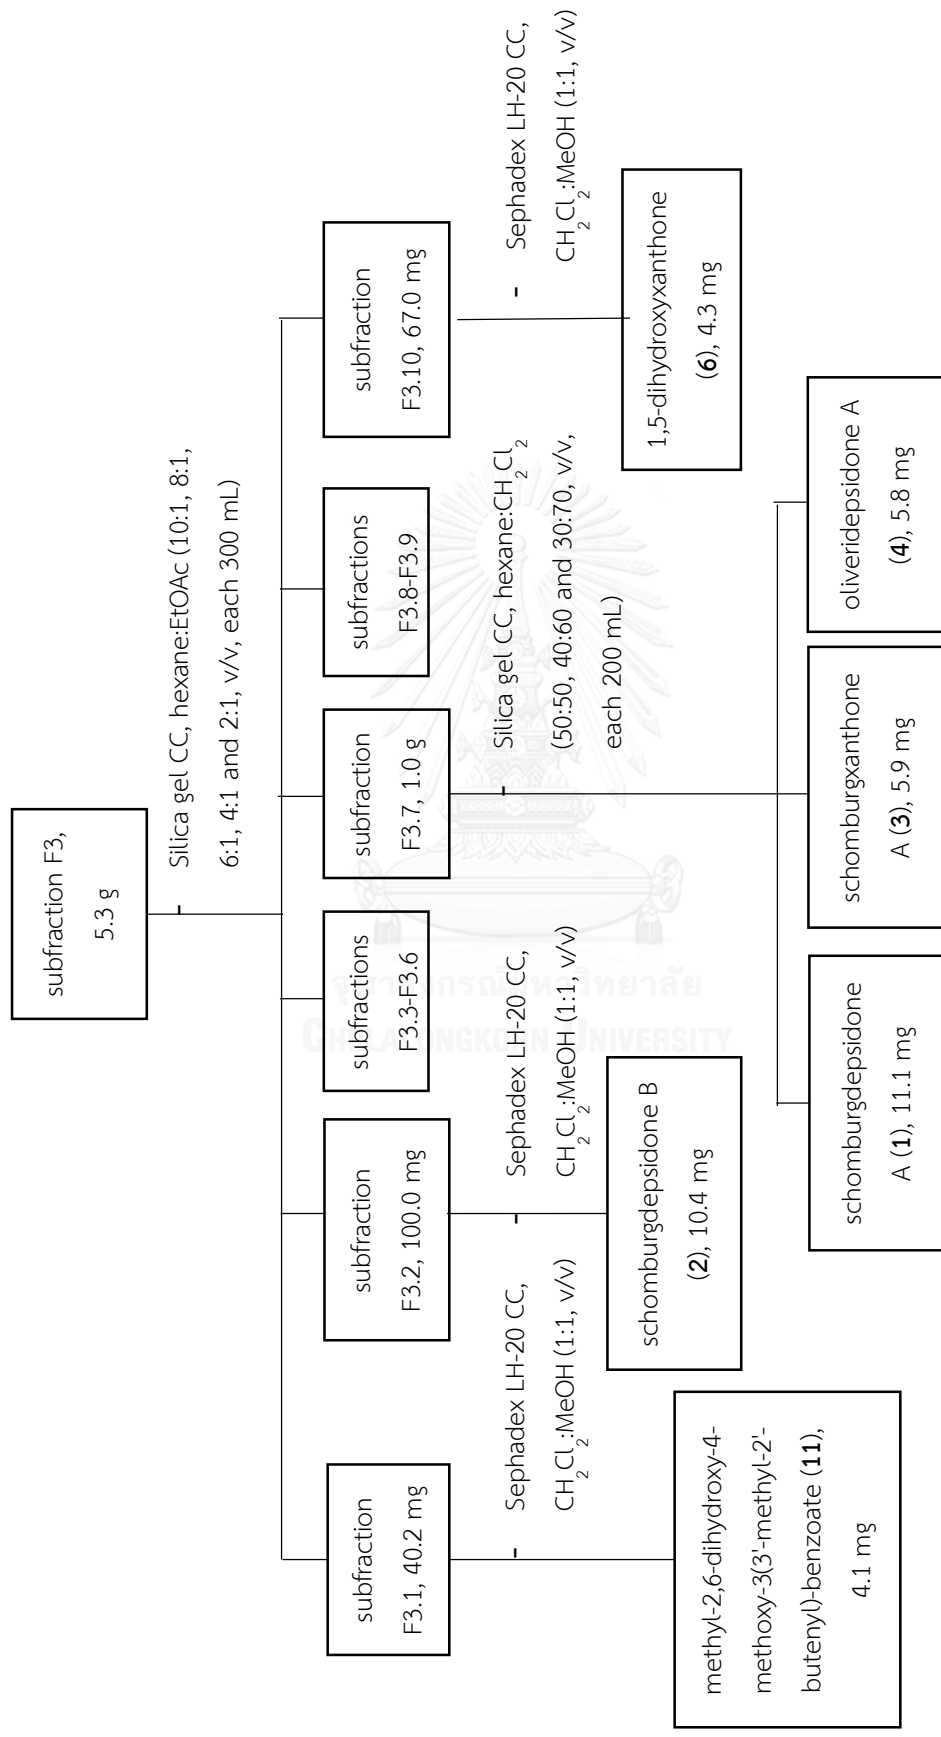 subfraction F3,
5.3 g
Silica gel CC, hexane:EtOAc (10:1, 8:1,
6:1, 4:1 and 2:1, v/v, each 300 mL)
subfraction
F3.1, 40.2 mg
subfraction
F3.2, 100.0 mg
subfractions
F3.3-F3.6
subfraction
F3.7, 1.0 g
subfractions
F3.8-F3.9
subfraction
F3.10, 67.0 mg
Sephadex LH-20 CC,
CH2Cl2:MeOH (1:1, v/v)
Sephadex LH-20 CC,
CH2Cl2:MeOH (1:1, v/v)
Silica gel CC, hexane:CH2Cl2
(50:50, 40:60 and 30:70, v/v,
each 200 mL)
Sephadex LH-20 CC,
CH2Cl2:MeOH (1:1, v/v)
methyl-2,6-dihydroxy-4-
methoxy-3(3'-methyl-2'-
butenyl)-benzoate (11),
4.1 mg
schomburgdepsidone B
(2), 10.4 mg
1,5-dihydroxyxanthone
(6), 4.3 mg
schomburgdepsidone
A (1), 11.1 mg
schomburgxanthone
A (3), 5.9 mg
oliveridepsidone A
(4), 5.8 mg
จุฬาลงกรณ์มหาวิทยาลัย
CHULALONGKORN UNIVERSITY